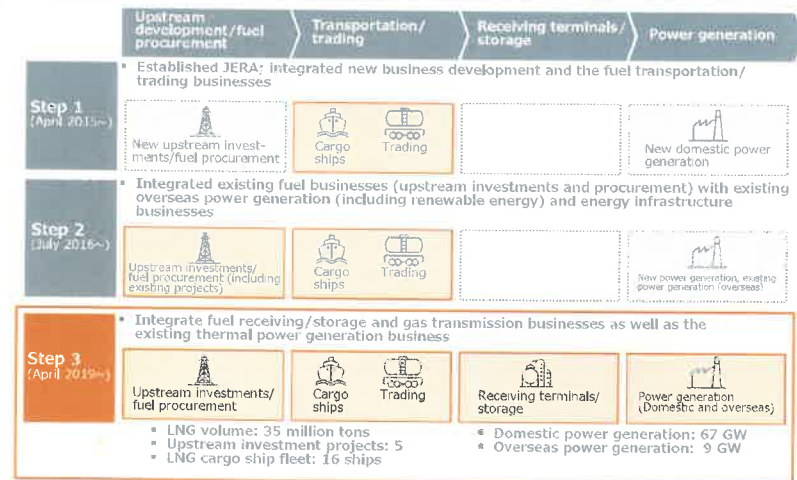 Upstream
development/fuel
procurement
Transportation/
trading
Receiving terminals/
storage
Power generation
Step 1
(April 2015~)
• Established JERA; integrated new business development and the fuel transportation/
trading businesses
New upstream invest-
ments/fuel procurement
Cargo
ships
Trading
New domestic power
generation
Step 2
(July 2016~)
• Integrated existing fuel businesses (upstream investments and procurement) with existing
overseas power generation (including renewable energy) and energy infrastructure
businesses
Upstream investments/
fuel procurement (including
existing projects)
Cargo
ships
Trading
New power generation, existing
power generation (overseas)
Step 3
(April 2019~)
• Integrate fuel receiving/storage and gas transmission businesses as well as the
existing thermal power generation business
Upstream investments/
fuel procurement
Cargo
ships
Trading
Receiving terminals/
storage
Power generation
(Domestic and overseas)
• LNG volume: 35 million tons
• Upstream investment projects: 5
• LNG cargo ship fleet: 16 ships
• Domestic power generation: 67 GW
• Overseas power generation: 9 GW